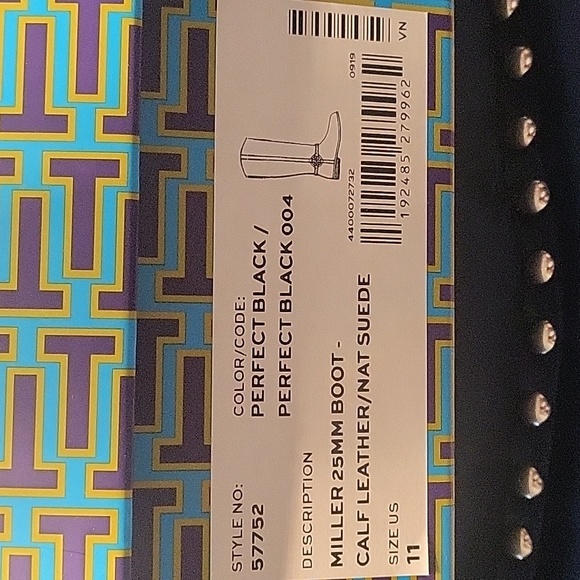 STYLE NO:
57752
COLOR/CODE:
PERFECT BLACK /
PERFECT BLACK 004
DESCRIPTION
MILLER 25MM BOOT -
CALF LEATHER/NAT SUEDE
SIZE US
11
4400072732
0919
192485 279962
VN